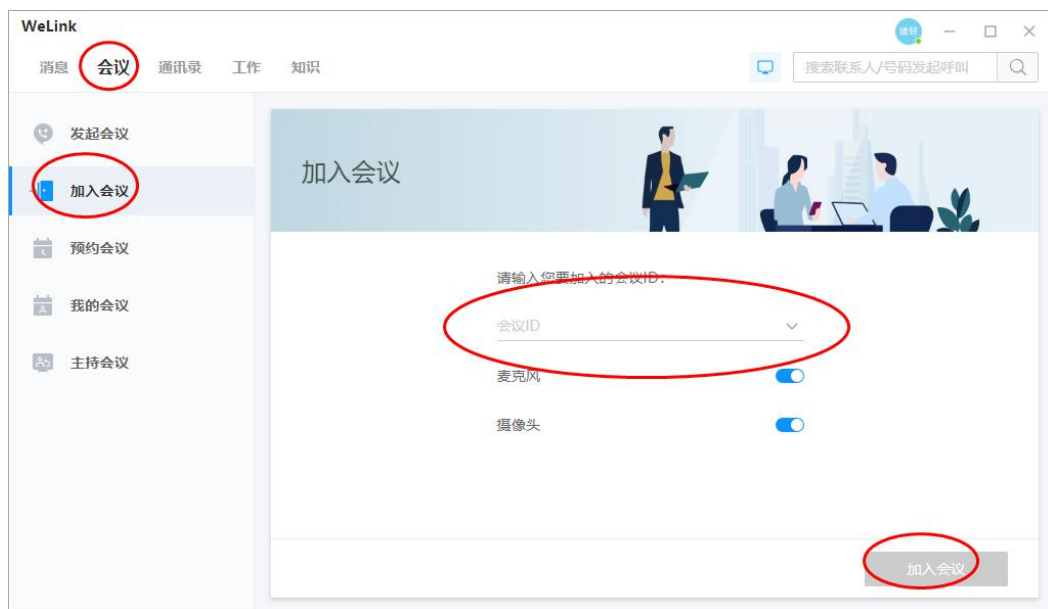 WeLink
消息 会议 通讯录 工作 知识
搜索联系人/号码发起呼叫
发起会议
加入会议
预约会议
我的会议
主持会议
加入会议
请输入您要加入的会议ID:
会议ID
麦克风
摄像头
加入会议